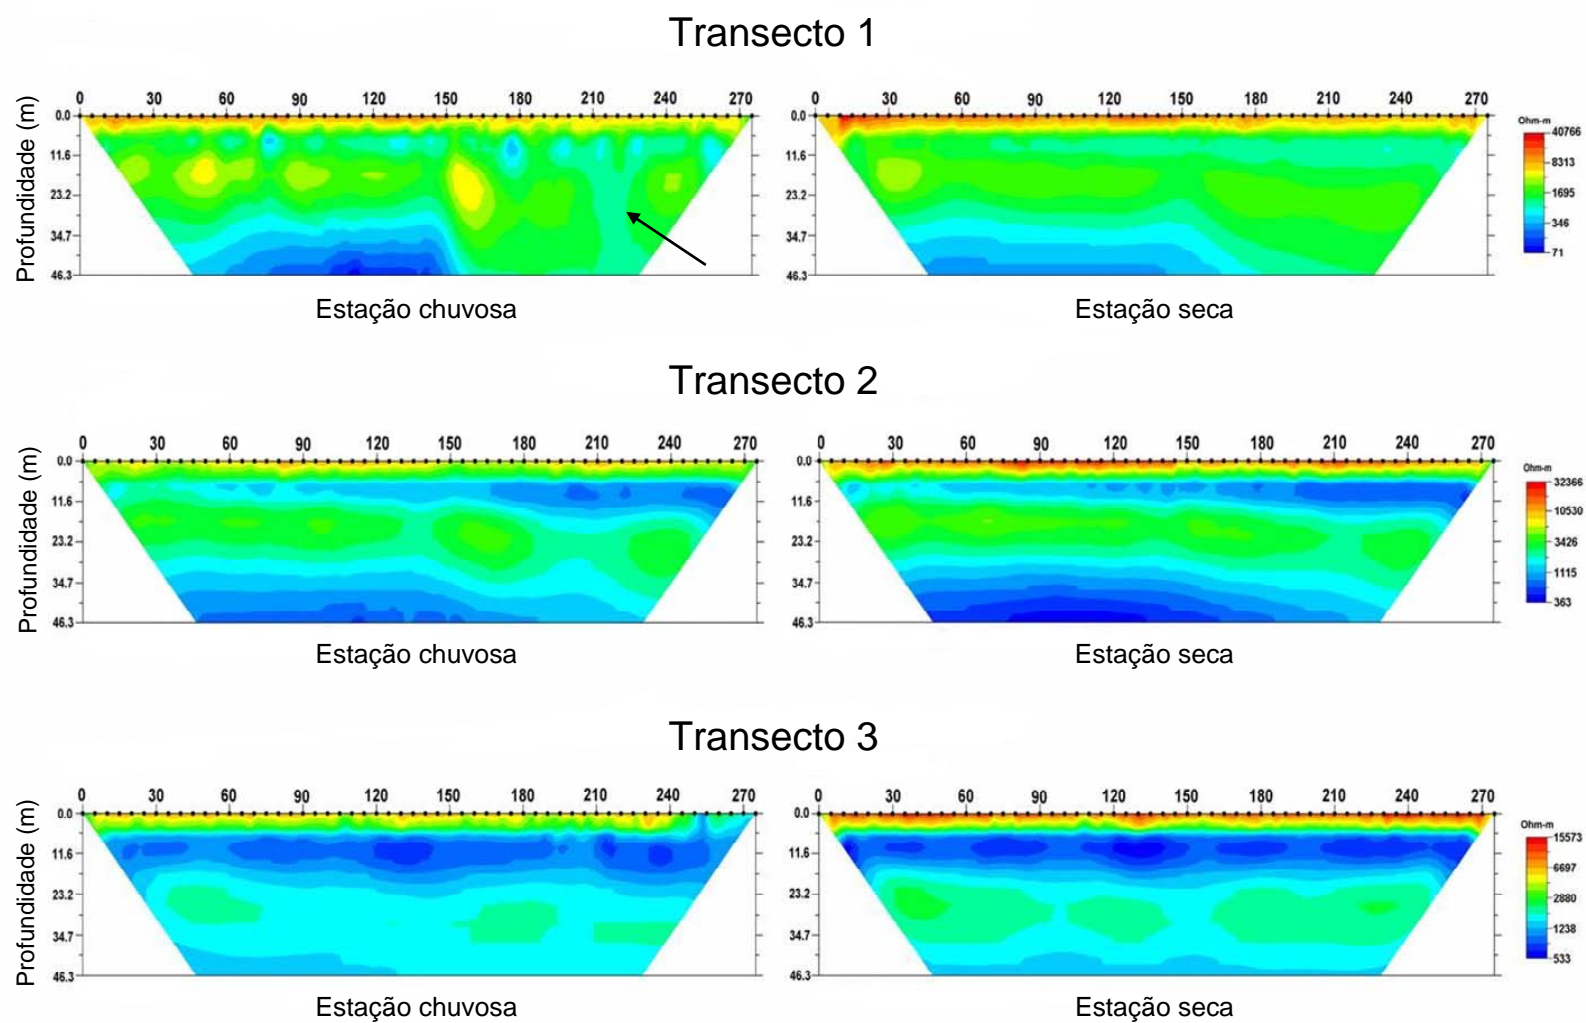 Transecto 1
0 30 60 90 120 150 180 210 240 270
0 30 60 90 120 150 180 210 240 270
Profundidade (m)
0.0
11.6
23.2
34.7
46.3
0.0
11.6
23.2
34.7
46.3
Ohm-m
40766
8313
1695
346
71
Estação chuvosa
Estação seca
Transecto 2
0 30 60 90 120 150 180 210 240 270
0 30 60 90 120 150 180 210 240 270
Profundidade (m)
0.0
11.6
23.2
34.7
46.3
0.0
11.6
23.2
34.7
46.3
Ohm-m
32366
10530
3426
1115
363
Estação chuvosa
Estação seca
Transecto 3
0 30 60 90 120 150 180 210 240 270
0 30 60 90 120 150 180 210 240 270
Profundidade (m)
0.0
11.6
23.2
34.7
46.3
0.0
11.6
23.2
34.7
46.3
Ohm-m
15573
6697
2880
1238
533
Estação chuvosa
Estação seca